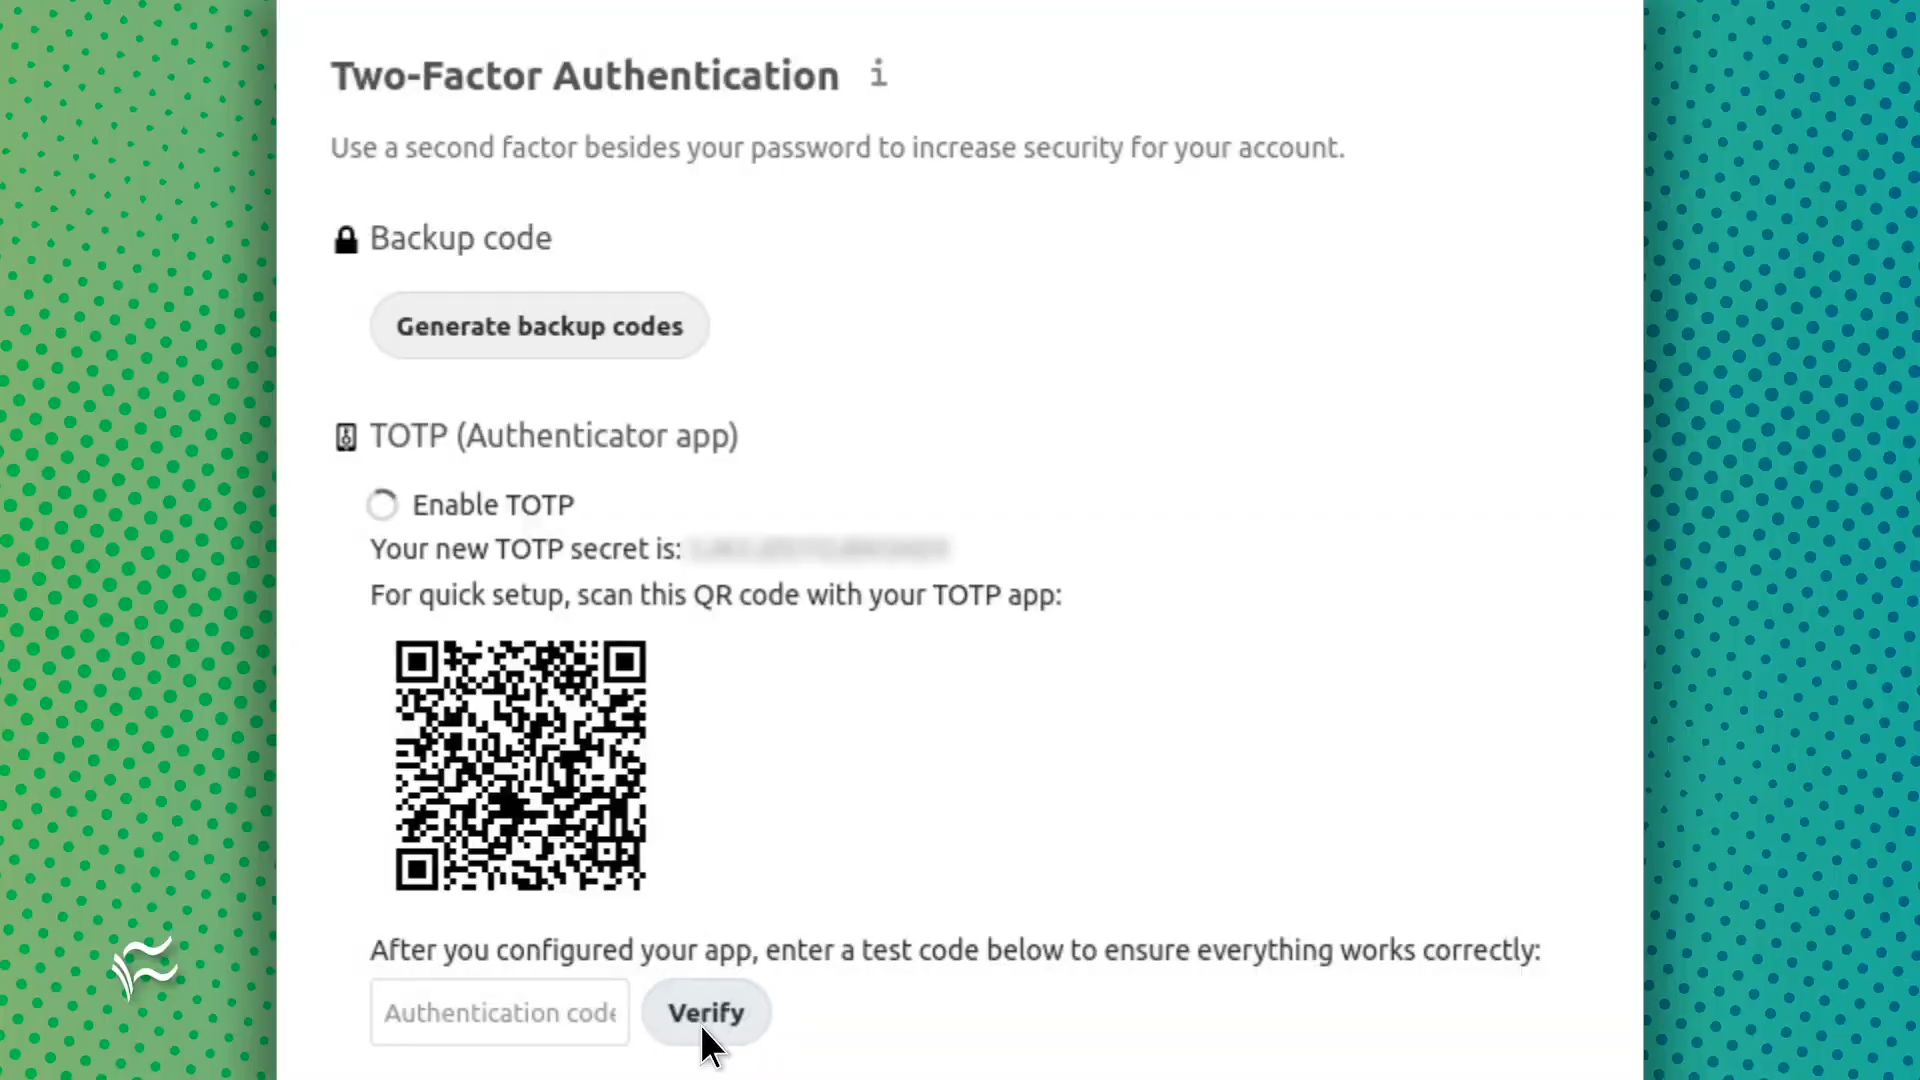 Two-Factor Authentication i
Use a second factor besides your password to increase security for your account.
Backup code
Generate backup codes
TOTP (Authenticator app)
Enable TOTP
Your new TOTP secret is:
For quick setup, scan this QR code with your TOTP app:
After you configured your app, enter a test code below to ensure everything works correctly:
Authentication code
Verify